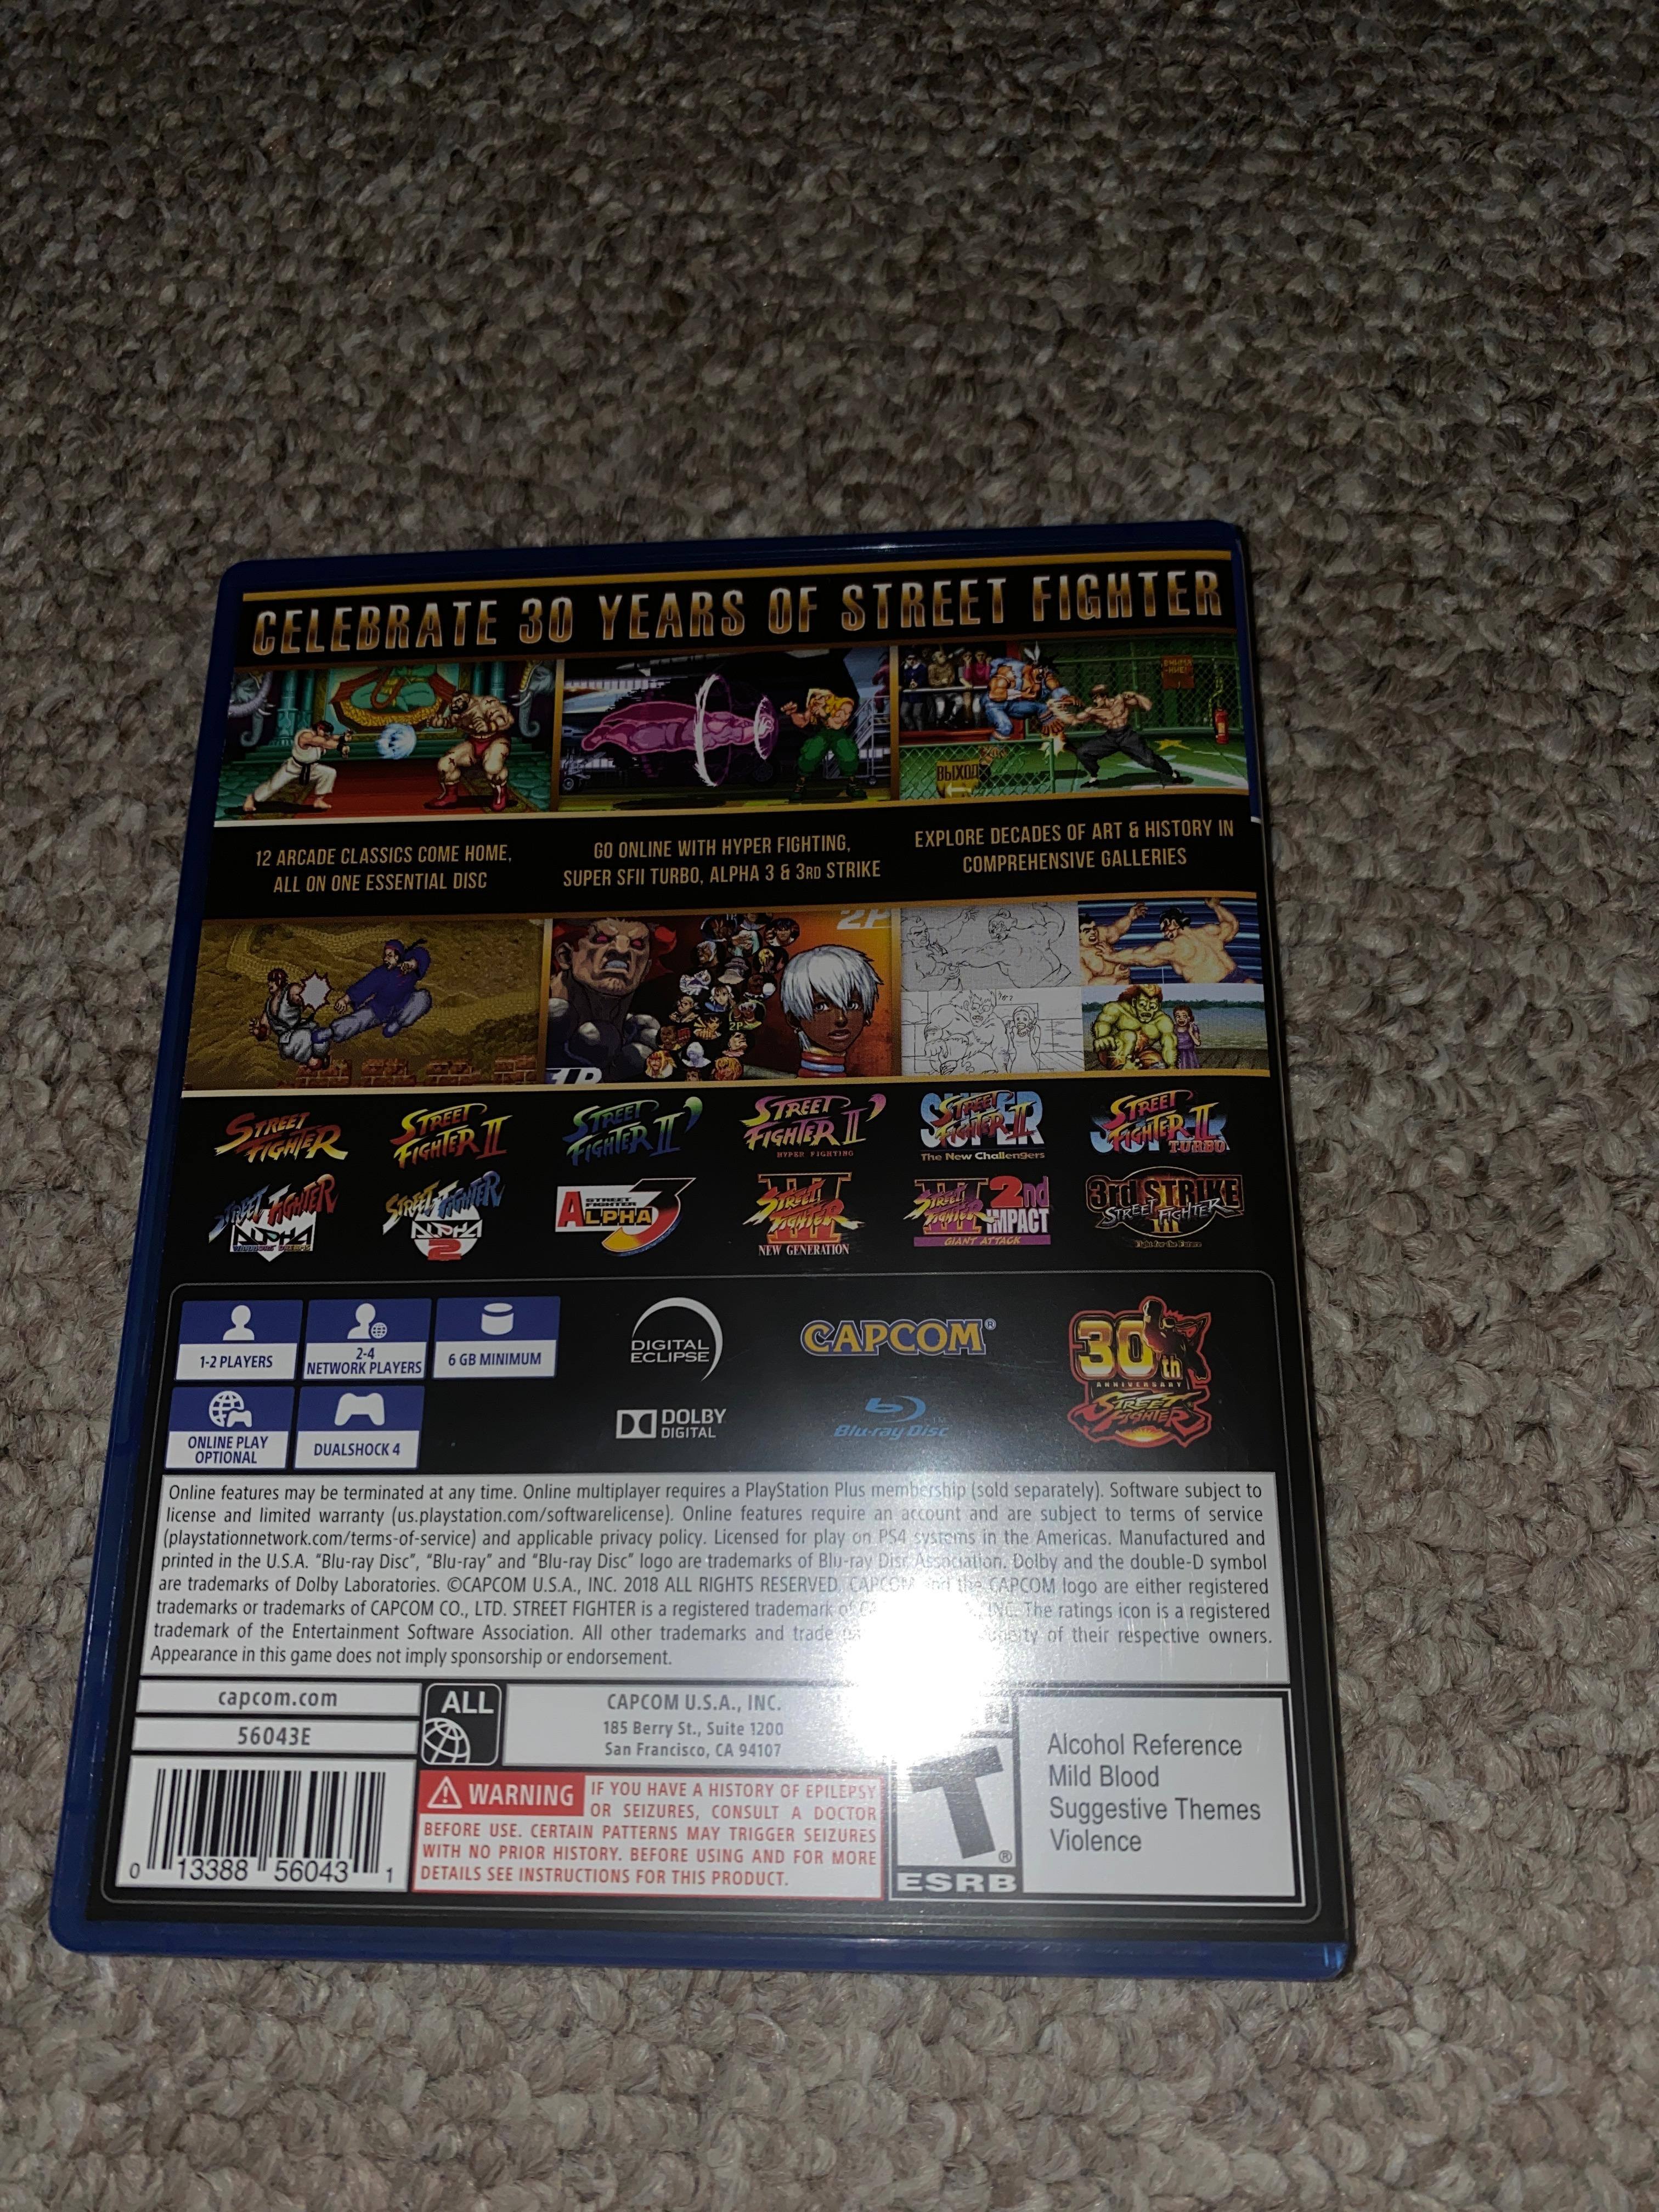 CELEBRATE 30 YEARS OF STREET FIGHTER
ВЫХОД
12 ARCADE CLASSICS COME HOME,
ALL ON ONE ESSENTIAL DISC
GO ONLINE WITH HYPER FIGHTING,
SUPER SFII TURBO, ALPHA 3 & 3RD STRIKE
EXPLORE DECADES OF ART & HISTORY IN
COMPREHENSIVE GALLERIES
2P
2P
1P
STREET FIGHTER
STREET FIGHTER II
STREET FIGHTER II'
STREET FIGHTER II' HYPER FIGHTING
SUPER STREET FIGHTER II The New Challengers
SUPER STREET FIGHTER II TURBO
STREET FIGHTER ALPHA
STREET FIGHTER ALPHA 2
STREET FIGHTER ALPHA 3
III STREET FIGHTER NEW GENERATION
III STREET FIGHTER 2nd IMPACT GIANT ATTACK
3rd STRIKE STREET FIGHTER III Fight for the Future
1-2 PLAYERS
2-4
NETWORK PLAYERS
6 GB MINIMUM
DIGITAL
ECLIPSE
CAPCOM®
30th
ANNIVERSARY
STREET FIGHTER
ONLINE PLAY
OPTIONAL
DUALSHOCK 4
DOLBY
DIGITAL
Blu-ray Disc™
Online features may be terminated at any time. Online multiplayer requires a PlayStation Plus membership (sold separately). Software subject to
license and limited warranty (us.playstation.com/softwarelicense). Online features require an account and are subject to terms of service
(playstationnetwork.com/terms-of-service) and applicable privacy policy. Licensed for play on PS4 systems in the Americas. Manufactured and
printed in the U.S.A. "Blu-ray Disc", "Blu-ray" and "Blu-ray Disc" logo are trademarks of Blu-ray Disc Association. Dolby and the double-D symbol
are trademarks of Dolby Laboratories. ©CAPCOM U.S.A., INC. 2018 ALL RIGHTS RESERVED. CAPCOM and the CAPCOM logo are either registered
trademarks or trademarks of CAPCOM CO., LTD. STREET FIGHTER is a registered trademark of INC. The ratings icon is a registered
trademark of the Entertainment Software Association. All other trademarks and trade of their respective owners.
Appearance in this game does not imply sponsorship or endorsement.
capcom.com
56043E
ALL
CAPCOM U.S.A., INC.
185 Berry St., Suite 1200
San Francisco, CA 94107
WARNING IF YOU HAVE A HISTORY OF EPILEPSY
OR SEIZURES, CONSULT A DOCTOR
BEFORE USE. CERTAIN PATTERNS MAY TRIGGER SEIZURES
WITH NO PRIOR HISTORY. BEFORE USING AND FOR MORE
DETAILS SEE INSTRUCTIONS FOR THIS PRODUCT.
0 13388 56043 1
T
®
ESRB
Alcohol Reference
Mild Blood
Suggestive Themes
Violence